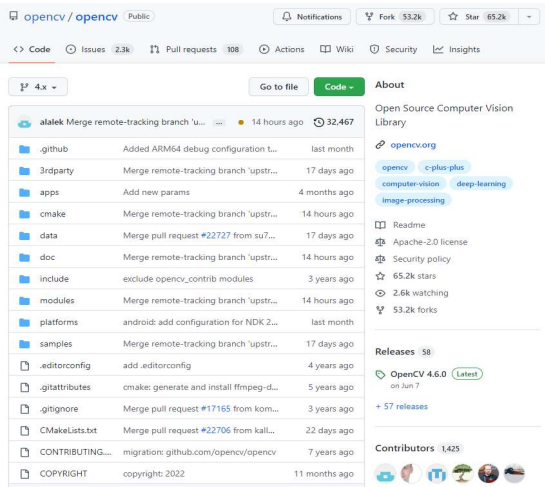 opencv / opencv Public
Notifications Fork 53.2k Star 65.2k
Code Issues 2.3k Pull requests 108 Actions Wiki Security Insights
4.x Go to file Code
alalek Merge remote-tracking branch 'u... ... 14 hours ago 32,467
.github Added ARM64 debug configuration t... last month
3rdparty Merge remote-tracking branch 'upstr... 17 days ago
apps Add new params 4 months ago
cmake Merge remote-tracking branch 'upstr... 14 hours ago
data Merge pull request #22727 from su7... 17 days ago
doc Merge remote-tracking branch 'upstr... 14 hours ago
include exclude opencv_contrib modules 3 years ago
modules Merge remote-tracking branch 'upstr... 14 hours ago
platforms android: add configuration for NDK 2... last month
samples Merge remote-tracking branch 'upstr... 17 days ago
.editorconfig add .editorconfig 4 years ago
.gitattributes cmake: generate and install ffmpeg-d... 5 years ago
.gitignore Merge pull request #17165 from kom... 3 years ago
CMakeLists.txt Merge pull request #22706 from kall... 22 days ago
CONTRIBUTING.... migration: github.com/opencv/opencv 7 years ago
COPYRIGHT copyright: 2022 11 months ago
About
Open Source Computer Vision
Library
opencv.org
opencv c-plus-plus
computer-vision deep-learning
image-processing
Readme
Apache-2.0 license
Security policy
65.2k stars
2.6k watching
53.2k forks
Releases 58
OpenCV 4.6.0 Latest
on Jun 7
+ 57 releases
Contributors 1,425